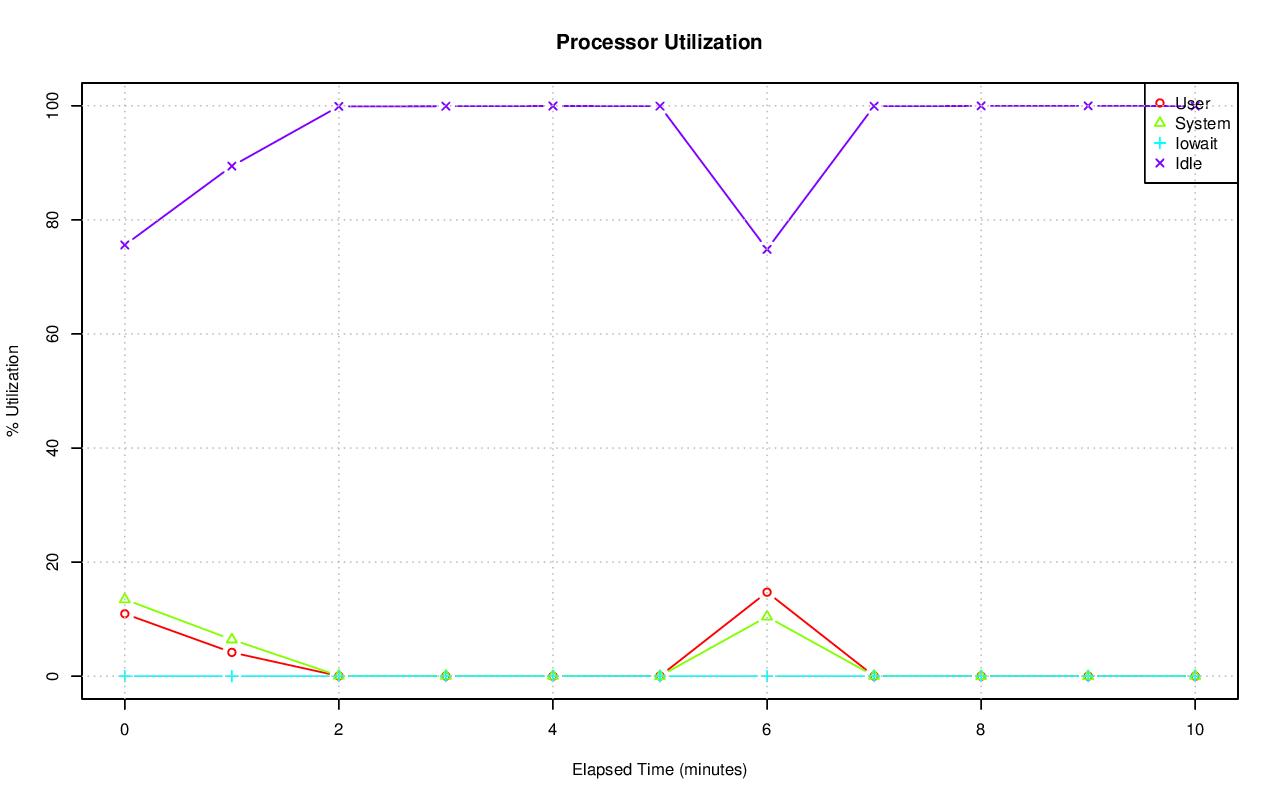 Processor Utilization
100
80
60
40
20
0
% Utilization
User
System
Iowait
Idle
0 2 4 6 8 10
Elapsed Time (minutes)